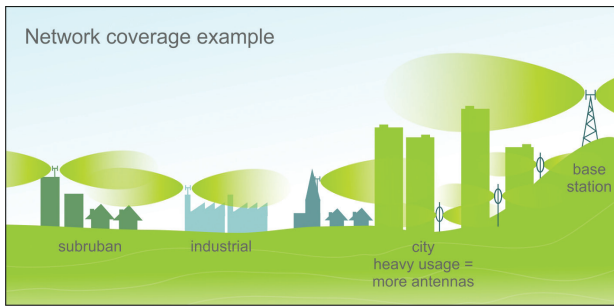 Network coverage example
base
station
subruban
industrial
city
heavy usage =
more antennas